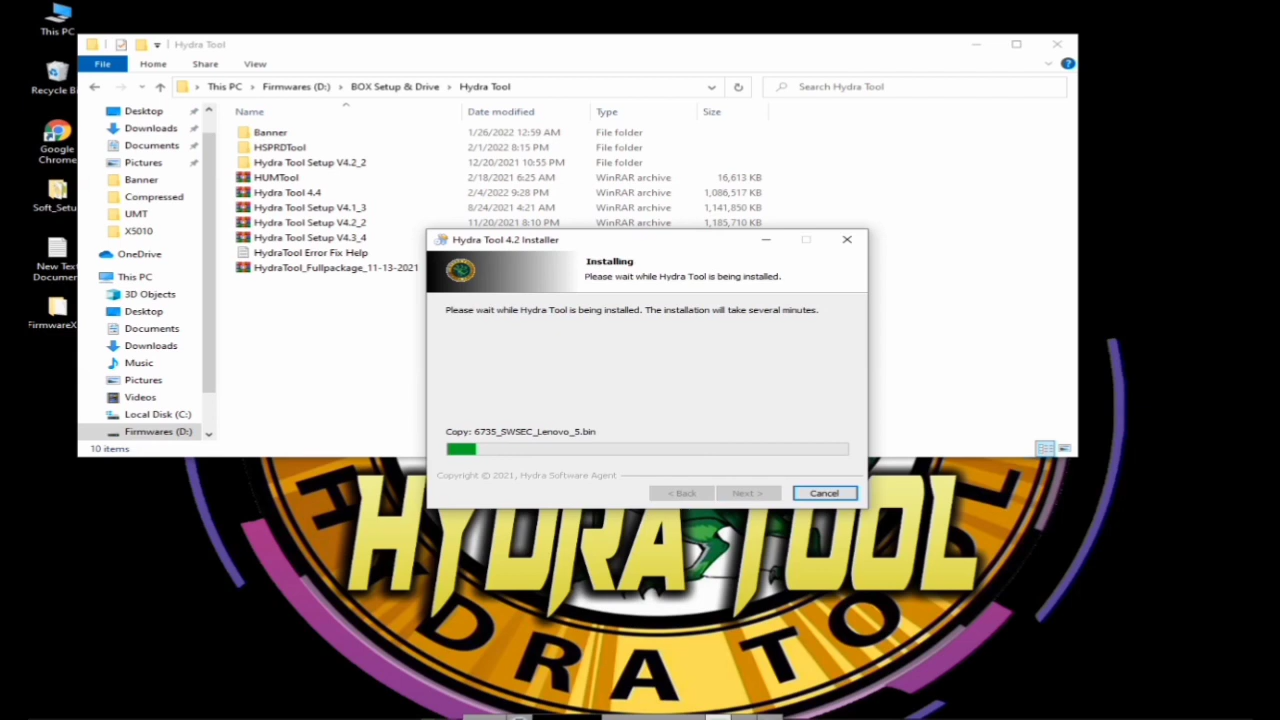 This PC
Recycle B
Google
Chrome
Soft_Setu
New Text
Documen
FirmwareX
Hydra Tool
File Home Share View
This PC > Firmwares (D:) > BOX Setup & Drive > Hydra Tool
Search Hydra Tool
Desktop
Downloads
Documents
Pictures
Banner
Compressed
UMT
X5010
OneDrive
This PC
3D Objects
Desktop
Documents
Downloads
Music
Pictures
Videos
Local Disk (C:)
Firmwares (D:)
Name Date modified Type Size
Banner 1/26/2022 12:59 AM File folder
HSPRDTool 2/1/2022 8:15 PM File folder
Hydra Tool Setup V4.2_2 12/20/2021 10:55 PM File folder
HUMTool 2/18/2021 6:25 AM WinRAR archive 16,613 KB
Hydra Tool 4.4 2/4/2022 9:28 PM WinRAR archive 1,086,517 KB
Hydra Tool Setup V4.1_3 8/24/2021 4:21 AM WinRAR archive 1,141,850 KB
Hydra Tool Setup V4.2_2 11/20/2021 8:10 PM WinRAR archive 1,185,710 KB
Hydra Tool Setup V4.3_4
HydraTool Error Fix Help
HydraTool_Fullpackage_11-13-2021
10 items
Hydra Tool 4.2 Installer
Installing
Please wait while Hydra Tool is being installed.
Please wait while Hydra Tool is being installed. The installation will take several minutes.
Copy: 6735_SWSEC_Lenovo_5.bin
Copyright © 2021, Hydra Software Agent
< Back Next > Cancel
HYDRA TOOL
HYDRA TOOL